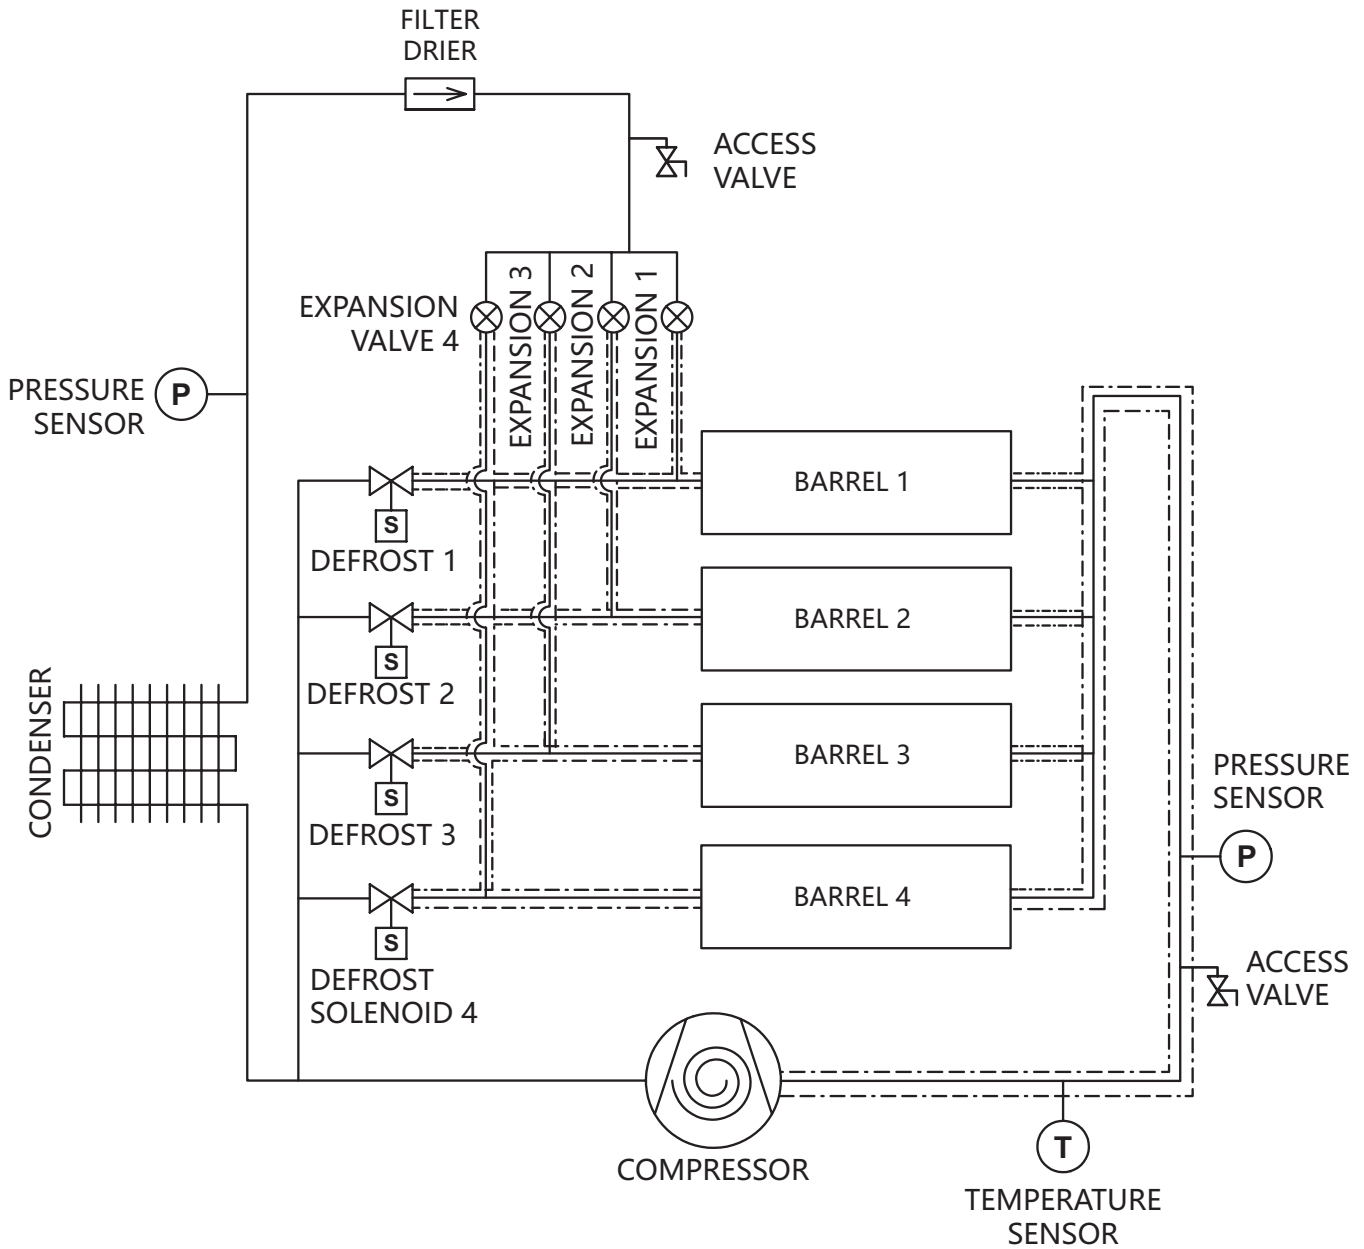 FILTER
DRIER
ACCESS
VALVE
EXPANSION
VALVE 4
EXPANSION 3
EXPANSION 2
EXPANSION 1
PRESSURE
SENSOR
P
BARREL 1
S
DEFROST 1
BARREL 2
S
DEFROST 2
CONDENSER
BARREL 3
S
DEFROST 3
PRESSURE
SENSOR
P
BARREL 4
S
DEFROST
SOLENOID 4
ACCESS
VALVE
COMPRESSOR
T
TEMPERATURE
SENSOR